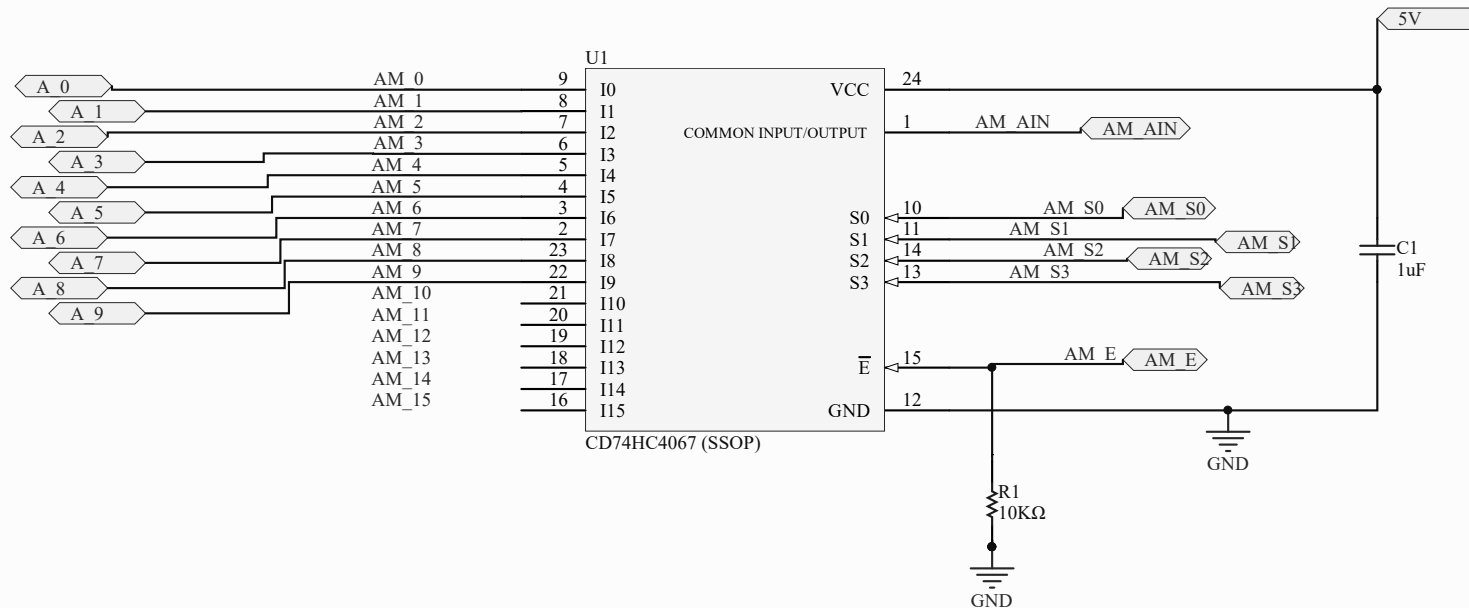 5V
U1
A_0
AM_0
9
I0
VCC
24
A_1
AM_1
8
I1
A_2
AM_2
7
I2
COMMON INPUT/OUTPUT
1
AM_AIN
AM_AIN
A_3
AM_3
6
I3
A_4
AM_4
5
I4
A_5
AM_5
4
I5
A_6
AM_6
3
I6
S0
10
AM_S0
AM_S0
A_7
AM_7
2
I7
S1
11
AM_S1
AM_S1
A_8
AM_8
23
I8
S2
14
AM_S2
AM_S2
A_9
AM_9
22
I9
S3
13
AM_S3
AM_S3
C1
1uF
AM_10
21
I10
AM_11
20
I11
AM_12
19
I12
AM_13
18
I13
E
15
AM_E
AM_E
AM_14
17
I14
AM_15
16
I15
GND
12
CD74HC4067 (SSOP)
GND
R1
10KΩ
GND